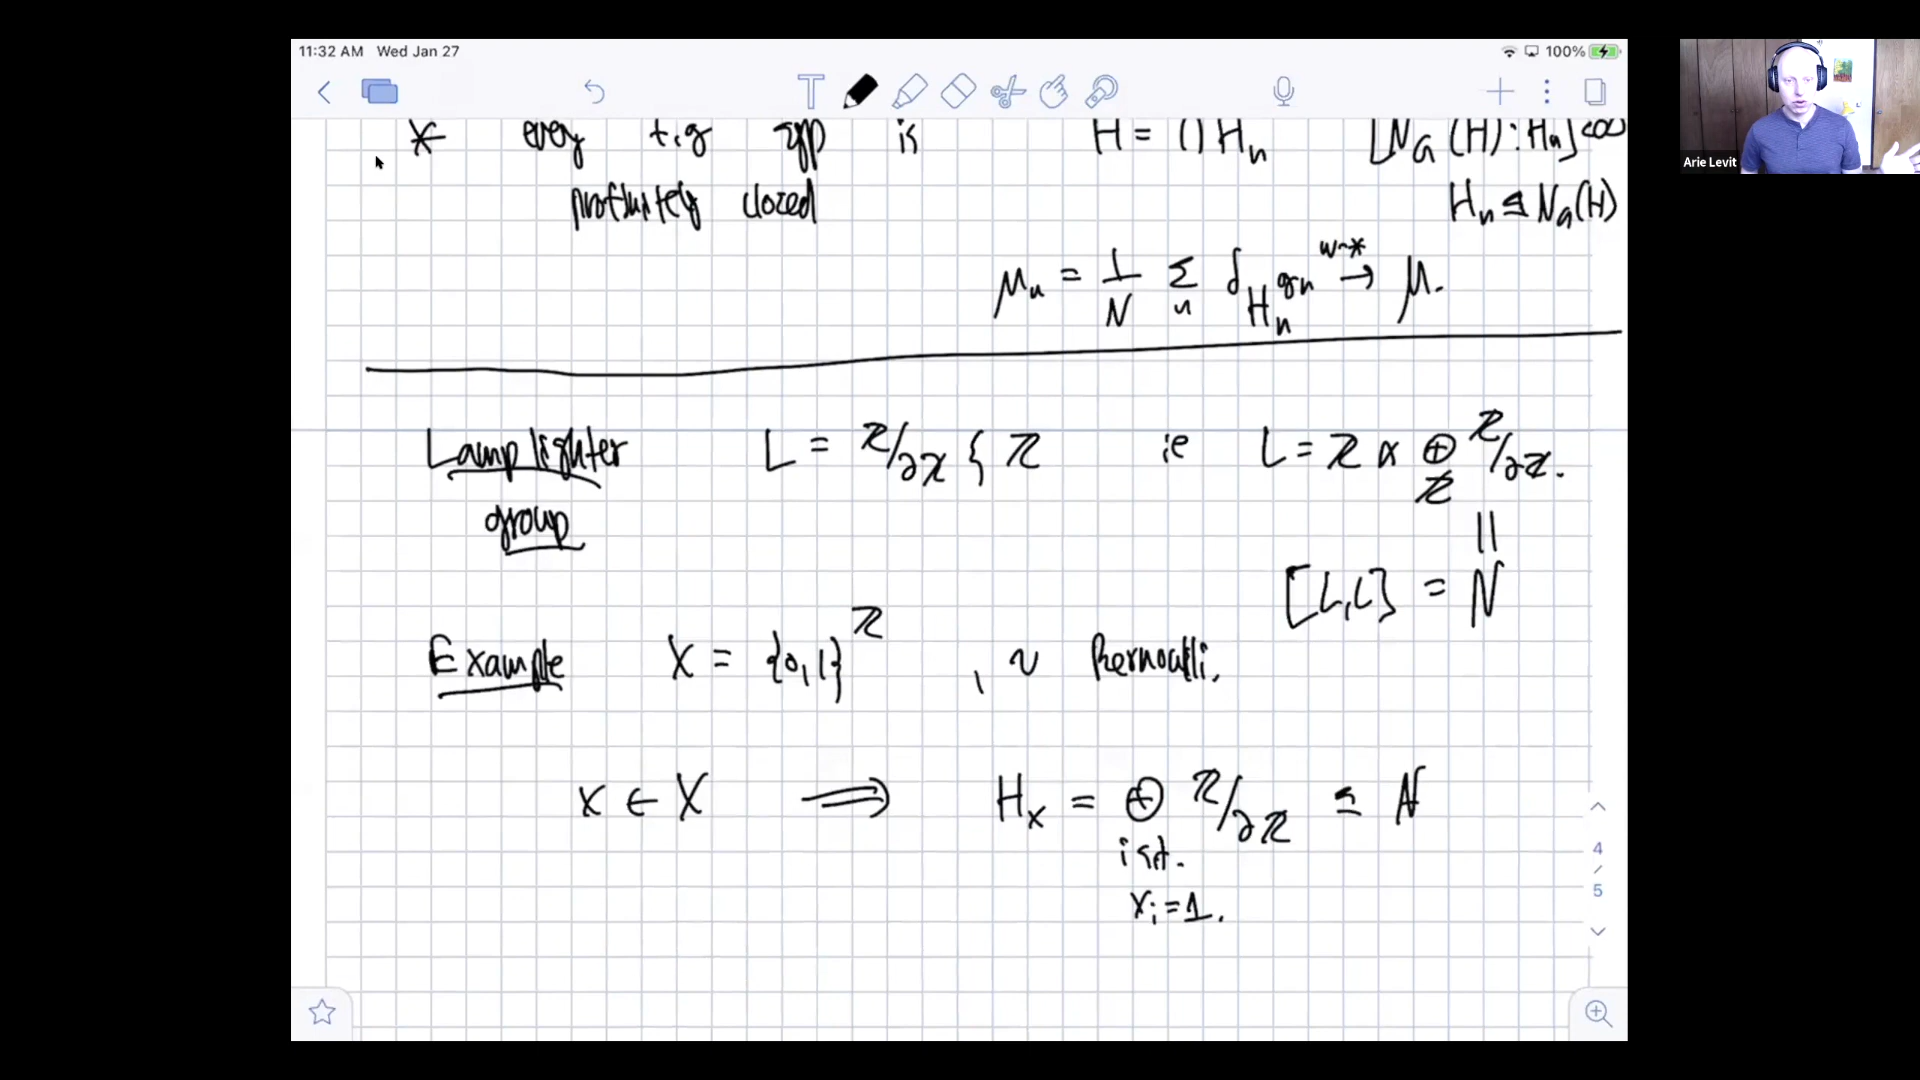 11:32 AM Wed Jan 27
100%
Arie Levit
* every f.g gp is H = ∩ H_n [N_G(H):H_n]<∞
profinitely closed H_n ⊴ N_G(H)
μ_n = 1/N Σ_n δ_{H_n^{g_n}} →^{w-*} μ.
Lamplighter L = Z/2Z ≀ Z ie L = Z ⋉ ⊕_Z Z/2Z.
group ||
[L,L] = N
Example X = {0,1}^Z , ν Bernoulli.
x ∈ X ⟹ H_x = ⊕ Z/2Z ≤ N
i s.t.
x_i = 1.
4
/
5